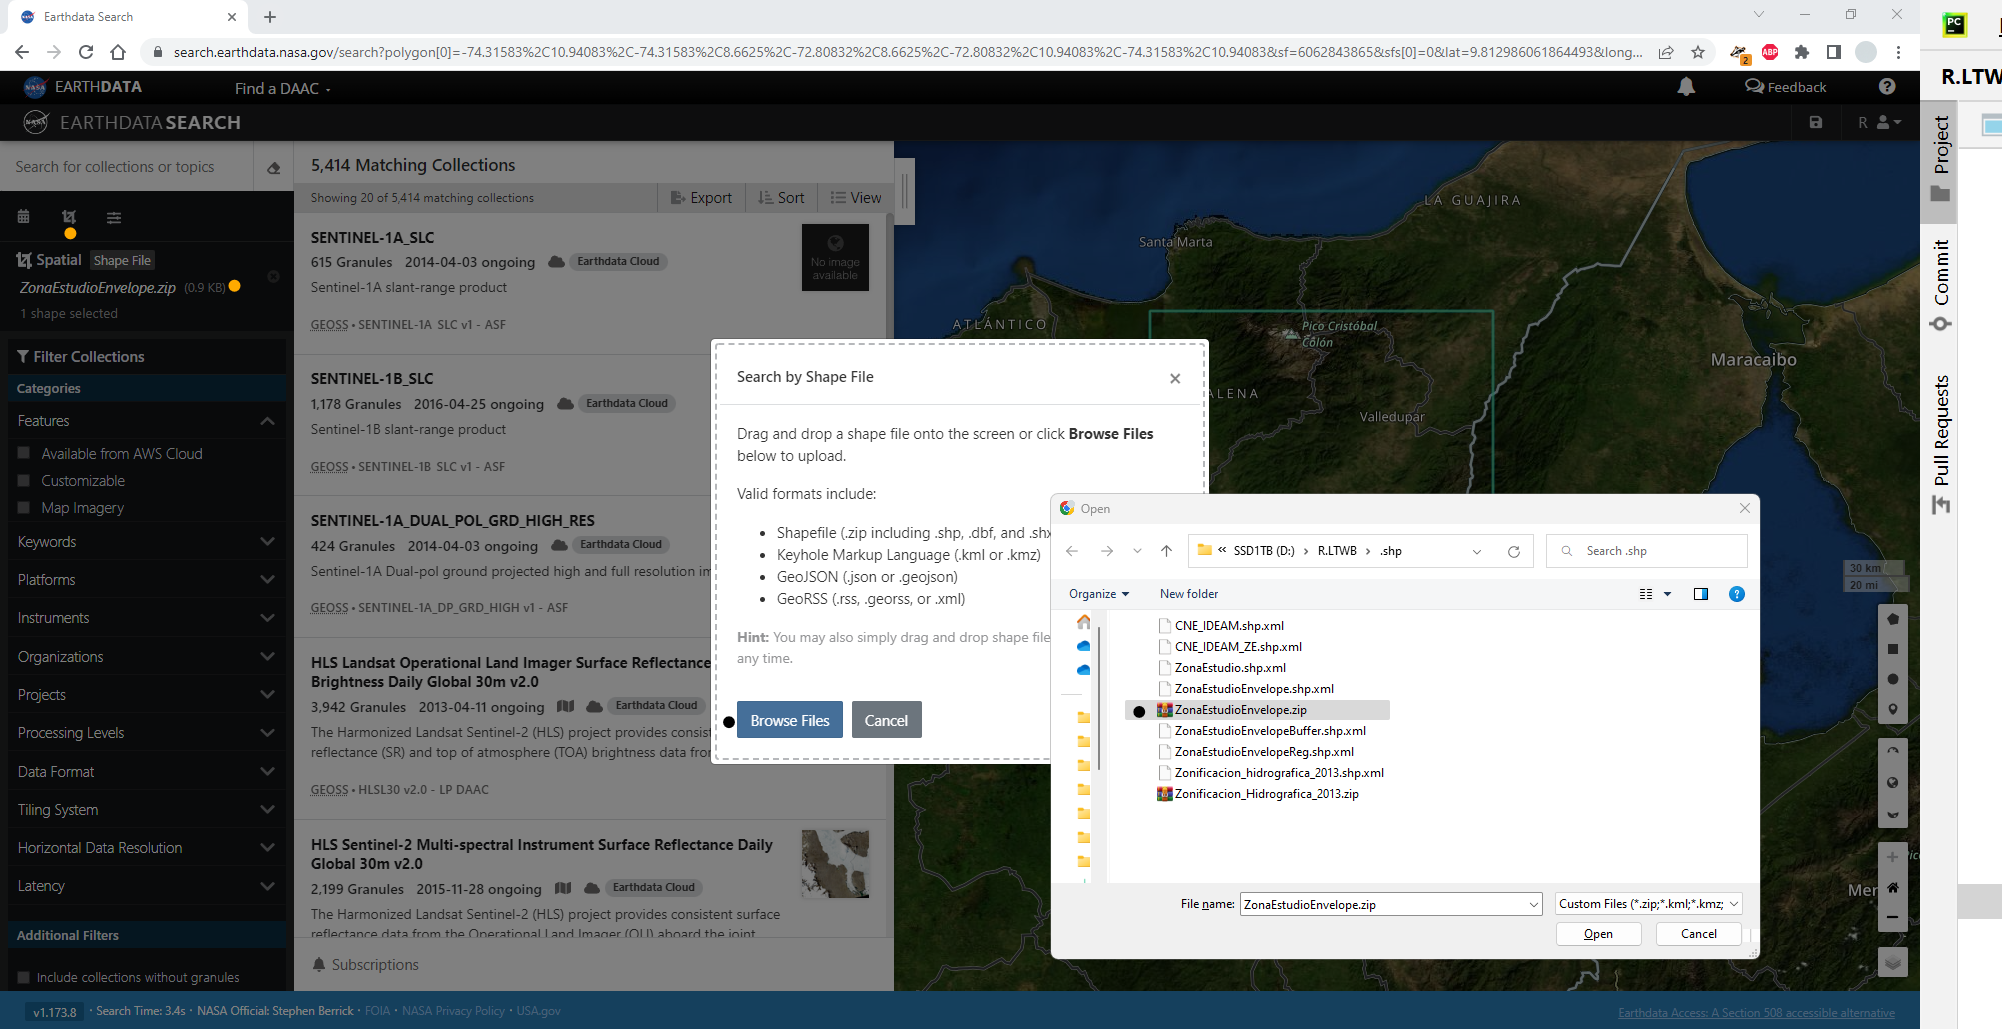 Earthdata Search
search.earthdata.nasa.gov/search?polygon[0]=-74.31583%2C10.94083%2C-74.31583%2C8.6625%2C-72.80832%2C8.6625%2C-72.80832%2C10.94083%2C-74.31583%2C10.94083&sf=6062843865&sfs[0]=0&lat=9.812986061864493&long...
2
ABP
PC
R.LTW
EARTHDATA
Find a DAAC
Feedback
EARTHDATA SEARCH
R
Search for collections or topics
Spatial Shape File
ZonaEstudioEnvelope.zip (0.9 KB)
1 shape selected
Filter Collections
Categories
Features
Available from AWS Cloud
Customizable
Map Imagery
Keywords
Platforms
Instruments
Organizations
Projects
Processing Levels
Data Format
Tiling System
Horizontal Data Resolution
Latency
Additional Filters
Include collections without granules
5,414 Matching Collections
Showing 20 of 5,414 matching collections
Export
Sort
View
SENTINEL-1A_SLC
615 Granules 2014-04-03 ongoing Earthdata Cloud
Sentinel-1A slant-range product
GEOSS • SENTINEL-1A_SLC v1 - ASF
No image
available
SENTINEL-1B_SLC
1,178 Granules 2016-04-25 ongoing Earthdata Cloud
Sentinel-1B slant-range product
GEOSS • SENTINEL-1B_SLC v1 - ASF
SENTINEL-1A_DUAL_POL_GRD_HIGH_RES
424 Granules 2014-04-03 ongoing Earthdata Cloud
Sentinel-1A Dual-pol ground projected high and full resolution im
GEOSS • SENTINEL-1A_DP_GRD_HIGH v1 - ASF
HLS Landsat Operational Land Imager Surface Reflectance
Brightness Daily Global 30m v2.0
3,942 Granules 2013-04-11 ongoing Earthdata Cloud
The Harmonized Landsat Sentinel-2 (HLS) project provides consist
reflectance (SR) and top of atmosphere (TOA) brightness data from
GEOSS • HLSL30 v2.0 - LP DAAC
HLS Sentinel-2 Multi-spectral Instrument Surface Reflectance Daily
Global 30m v2.0
2,199 Granules 2015-11-28 ongoing Earthdata Cloud
The Harmonized Landsat Sentinel-2 (HLS) project provides consistent surface
reflectance data from the Operational Land Imager (OLI) aboard the joint
Subscriptions
LA GUAJIRA
Santa Marta
ATLÁNTICO
Pico Cristóbal
Colón
Maracaibo
ALENA
Valledupar
30 km
20 mi
Mer
Search by Shape File
Drag and drop a shape file onto the screen or click Browse Files
below to upload.
Valid formats include:
• Shapefile (.zip including .shp, .dbf, and .shx
• Keyhole Markup Language (.kml or .kmz)
• GeoJSON (.json or .geojson)
• GeoRSS (.rss, .georss, or .xml)
Hint: You may also simply drag and drop shape file
any time.
Browse Files
Cancel
Open
« SSD1TB (D:) › R.LTWB › .shp
Search .shp
Organize
New folder
CNE_IDEAM.shp.xml
CNE_IDEAM_ZE.shp.xml
ZonaEstudio.shp.xml
ZonaEstudioEnvelope.shp.xml
ZonaEstudioEnvelope.zip
ZonaEstudioEnvelopeBuffer.shp.xml
ZonaEstudioEnvelopeReg.shp.xml
Zonificacion_hidrografica_2013.shp.xml
Zonificacion_Hidrografica_2013.zip
File name: ZonaEstudioEnvelope.zip
Custom Files (*.zip;*.kml;*.kmz;
Open
Cancel
Project
Commit
Pull Requests
v1.173.8 • Search Time: 3.4s • NASA Official: Stephen Berrick • FOIA • NASA Privacy Policy • USA.gov
Earthdata Access: A Section 508 accessible alternative